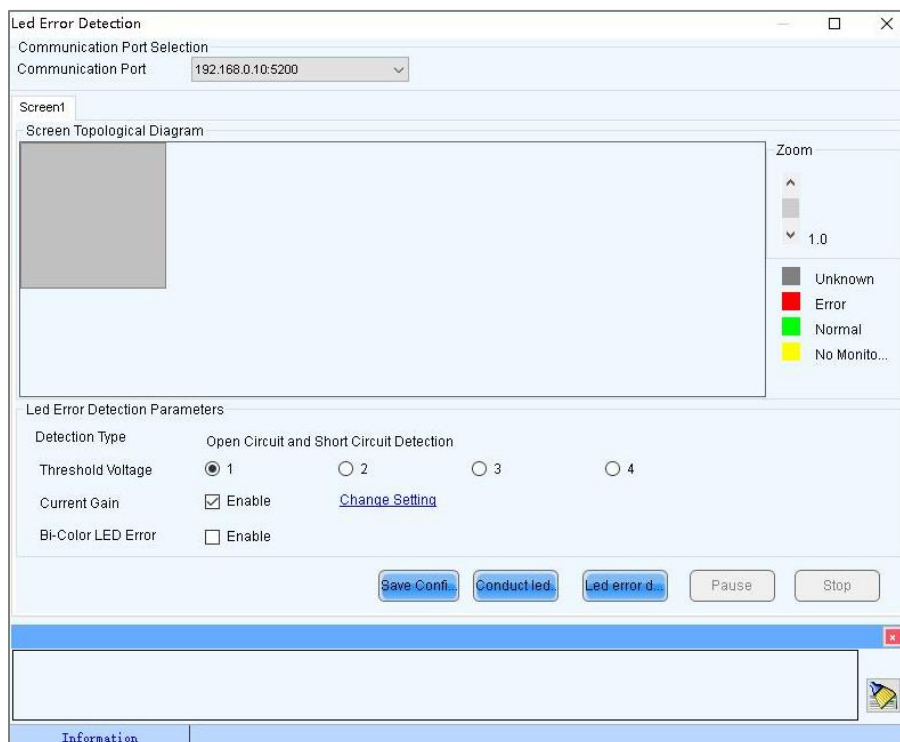 Led Error Detection
Communication Port Selection
Communication Port 192.168.0.10:5200
Screen1
Screen Topological Diagram
Zoom
1.0
Unknown
Error
Normal
No Monito...
Led Error Detection Parameters
Detection Type Open Circuit and Short Circuit Detection
Threshold Voltage 1 2 3 4
Current Gain Enable Change Setting
Bi-Color LED Error Enable
Save Confi... Conduct led... Led error d... Pause Stop
Information